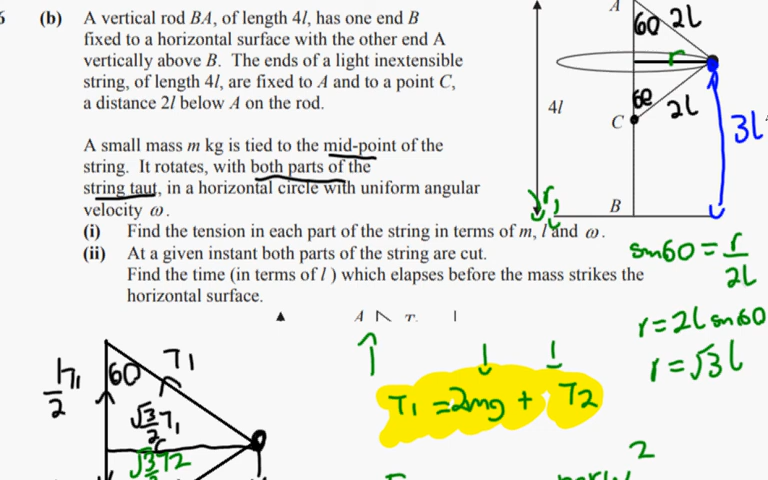 5 (b) A vertical rod BA, of length 4l, has one end B
fixed to a horizontal surface with the other end A
vertically above B. The ends of a light inextensible
string, of length 4l, are fixed to A and to a point C,
a distance 2l below A on the rod.
A small mass m kg is tied to the mid-point of the
string. It rotates, with both parts of the
string taut, in a horizontal circle with uniform angular
velocity ω.
(i) Find the tension in each part of the string in terms of m, l and ω.
(ii) At a given instant both parts of the string are cut.
Find the time (in terms of l ) which elapses before the mass strikes the
horizontal surface.
A
60 2l
r
4l
60 2l
C
3l
B
sin60 = r/2l
r = 2l sin60
r = √3 l
T1/2
60 T1
√3/2 T1
√3/2 T2
T1 = 2mg + T2
2